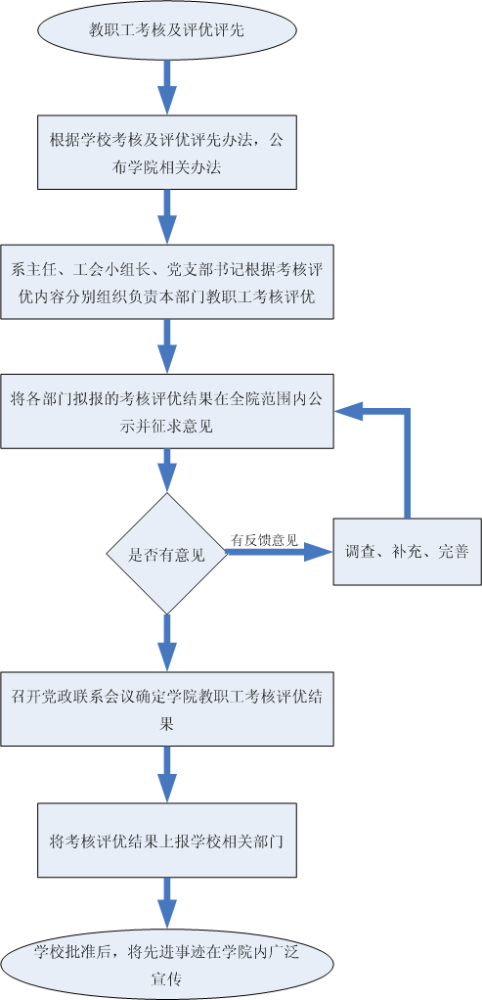 教职工考核及评优评先
根据学校考核及评优评先办法，公
布学院相关办法
系主任、工会小组长、党支部书记根据考核评
优内容分别组织负责本部门教职工考核评优
将各部门拟报的考核评优结果在全院范围内公
示并征求意见
是否有意见
有反馈意见
调查、补充、完善
召开党政联系会议确定学院教职工考核评优结
果
将考核评优结果上报学校相关部门
学校批准后，将先进事迹在学院内广泛
宣传